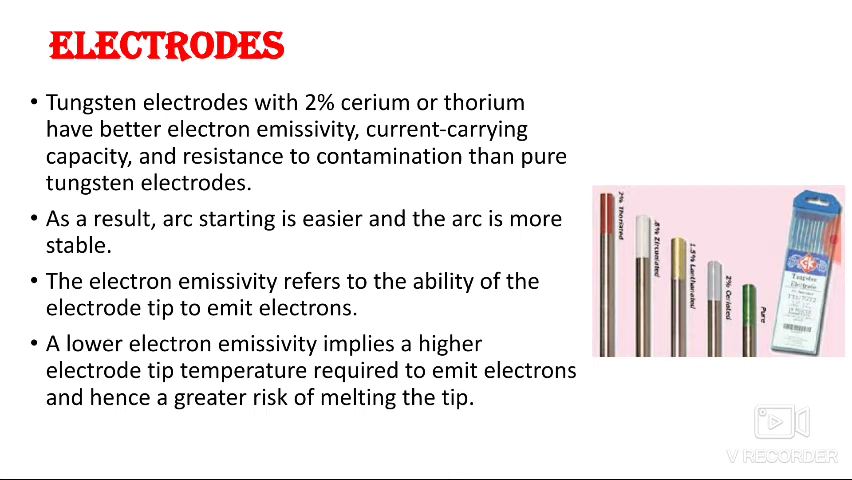 ELECTRODES
• Tungsten electrodes with 2% cerium or thorium
have better electron emissivity, current-carrying
capacity, and resistance to contamination than pure
tungsten electrodes.
• As a result, arc starting is easier and the arc is more
stable.
• The electron emissivity refers to the ability of the
electrode tip to emit electrons.
• A lower electron emissivity implies a higher
electrode tip temperature required to emit electrons
and hence a greater risk of melting the tip.
2% Thoriated
.8% Zirconiated
1.5% Lanthanated
2% Ceriated
Pure
Tungsten
Electrode
V RECORDER